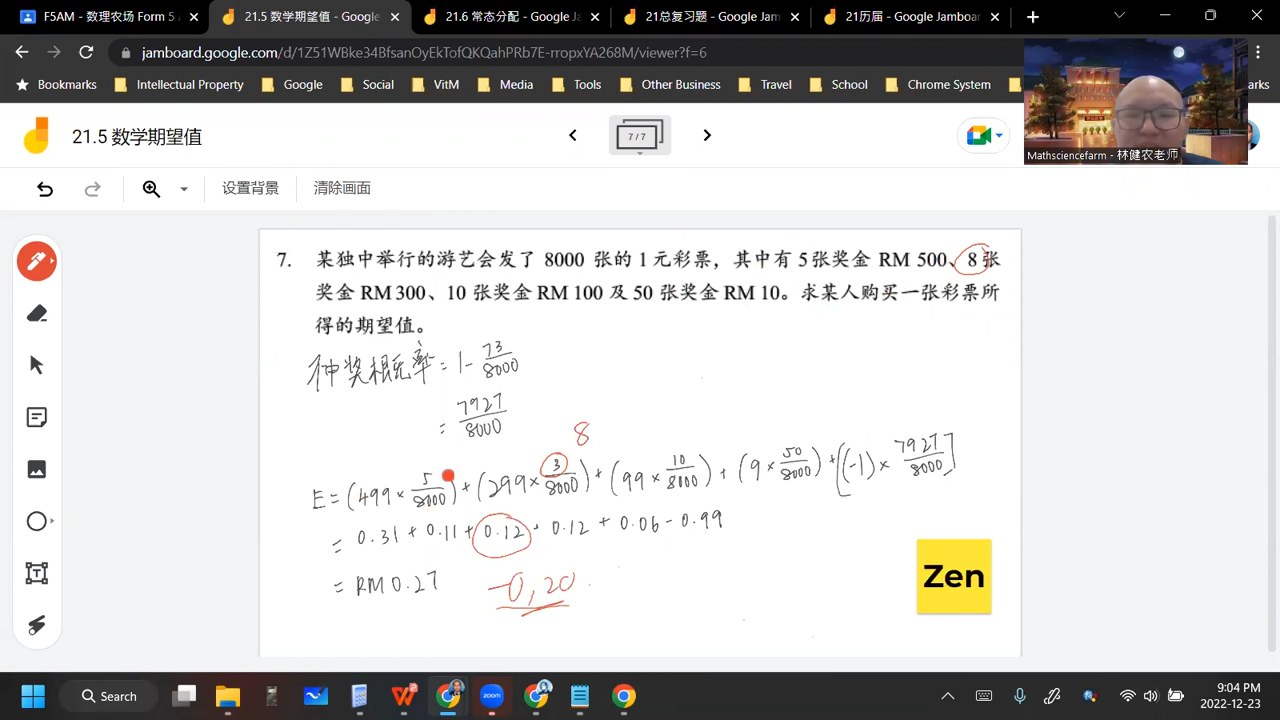 F5AM - 数理农场 Form 5 A
21.5 数学期望值 - Google Jam
21.6 常态分配 - Google Jamboa
21总复习题 - Google Jamboard
21历届 - Google Jamboard
jamboard.google.com/d/1Z51WBke34BfsanOyEkTofQKQahPRb7E-rropxYA268M/viewer?f=6
Bookmarks Intellectual Property Google Social VitM Media Tools Other Business Travel School Chrome System
Mathsciencefarm - 林健农老师
21.5 数学期望值
7/7
设置背景 清除画面
7. 某独中举行的游艺会发了 8000 张的 1元彩票，其中有 5张奖金 RM 500、8张
奖金 RM 300、10 张奖金 RM 100 及 50 张奖金 RM 10。求某人购买一张彩票所
得的期望值。
神奖概率 = 1 - 73/8000
= 7927/8000
8
E = (499 × 5/8000) + (299 × 3/8000) + (99 × 10/8000) + (9 × 50/8000) + [(-1) × 7927/8000]
= 0.31 + 0.11 + 0.12 + 0.12 + 0.06 - 0.99
= RM 0.27 -0,20
Zen
Search
9:04 PM
2022-12-23